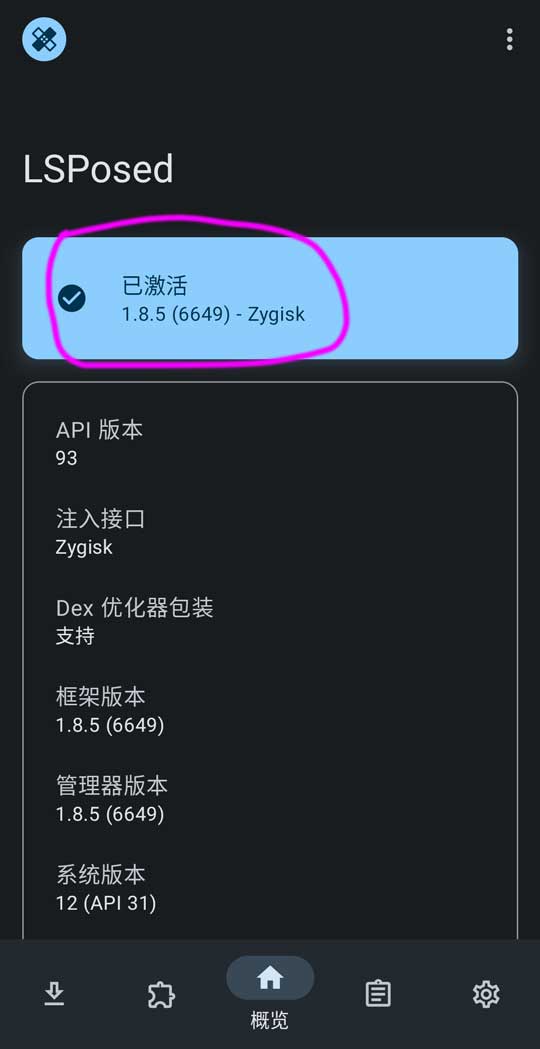 LSPosed
已激活
1.8.5 (6649) - Zygisk
API 版本
93
注入接口
Zygisk
Dex 优化器包装
支持
框架版本
1.8.5 (6649)
管理器版本
1.8.5 (6649)
系统版本
12 (API 31)
概览